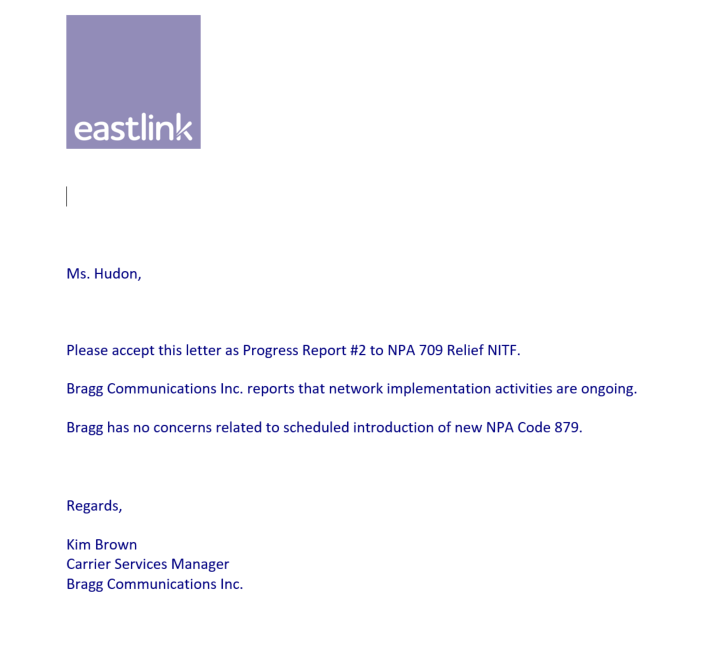 eastlink
Ms. Hudon,
Please accept this letter as Progress Report #2 to NPA 709 Relief NITF.
Bragg Communications Inc. reports that network implementation activities are ongoing.
Bragg has no concerns related to scheduled introduction of new NPA Code 879.
Regards,
Kim Brown
Carrier Services Manager
Bragg Communications Inc.